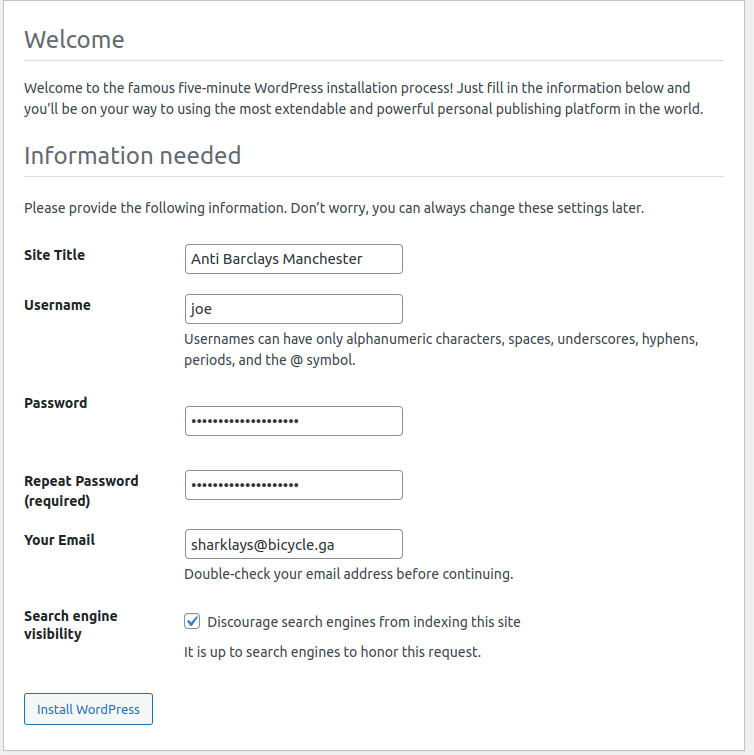 Welcome
Welcome to the famous five-minute WordPress installation process! Just fill in the information below and
you’ll be on your way to using the most extendable and powerful personal publishing platform in the world.
Information needed
Please provide the following information. Don’t worry, you can always change these settings later.
Site Title
Anti Barclays Manchester
Username
joe
Usernames can have only alphanumeric characters, spaces, underscores, hyphens,
periods, and the @ symbol.
Password
••••••••••••••••••••
Repeat Password
(required)
••••••••••••••••••••
Your Email
sharklays@bicycle.ga
Double-check your email address before continuing.
Search engine
visibility
Discourage search engines from indexing this site
It is up to search engines to honor this request.
Install WordPress